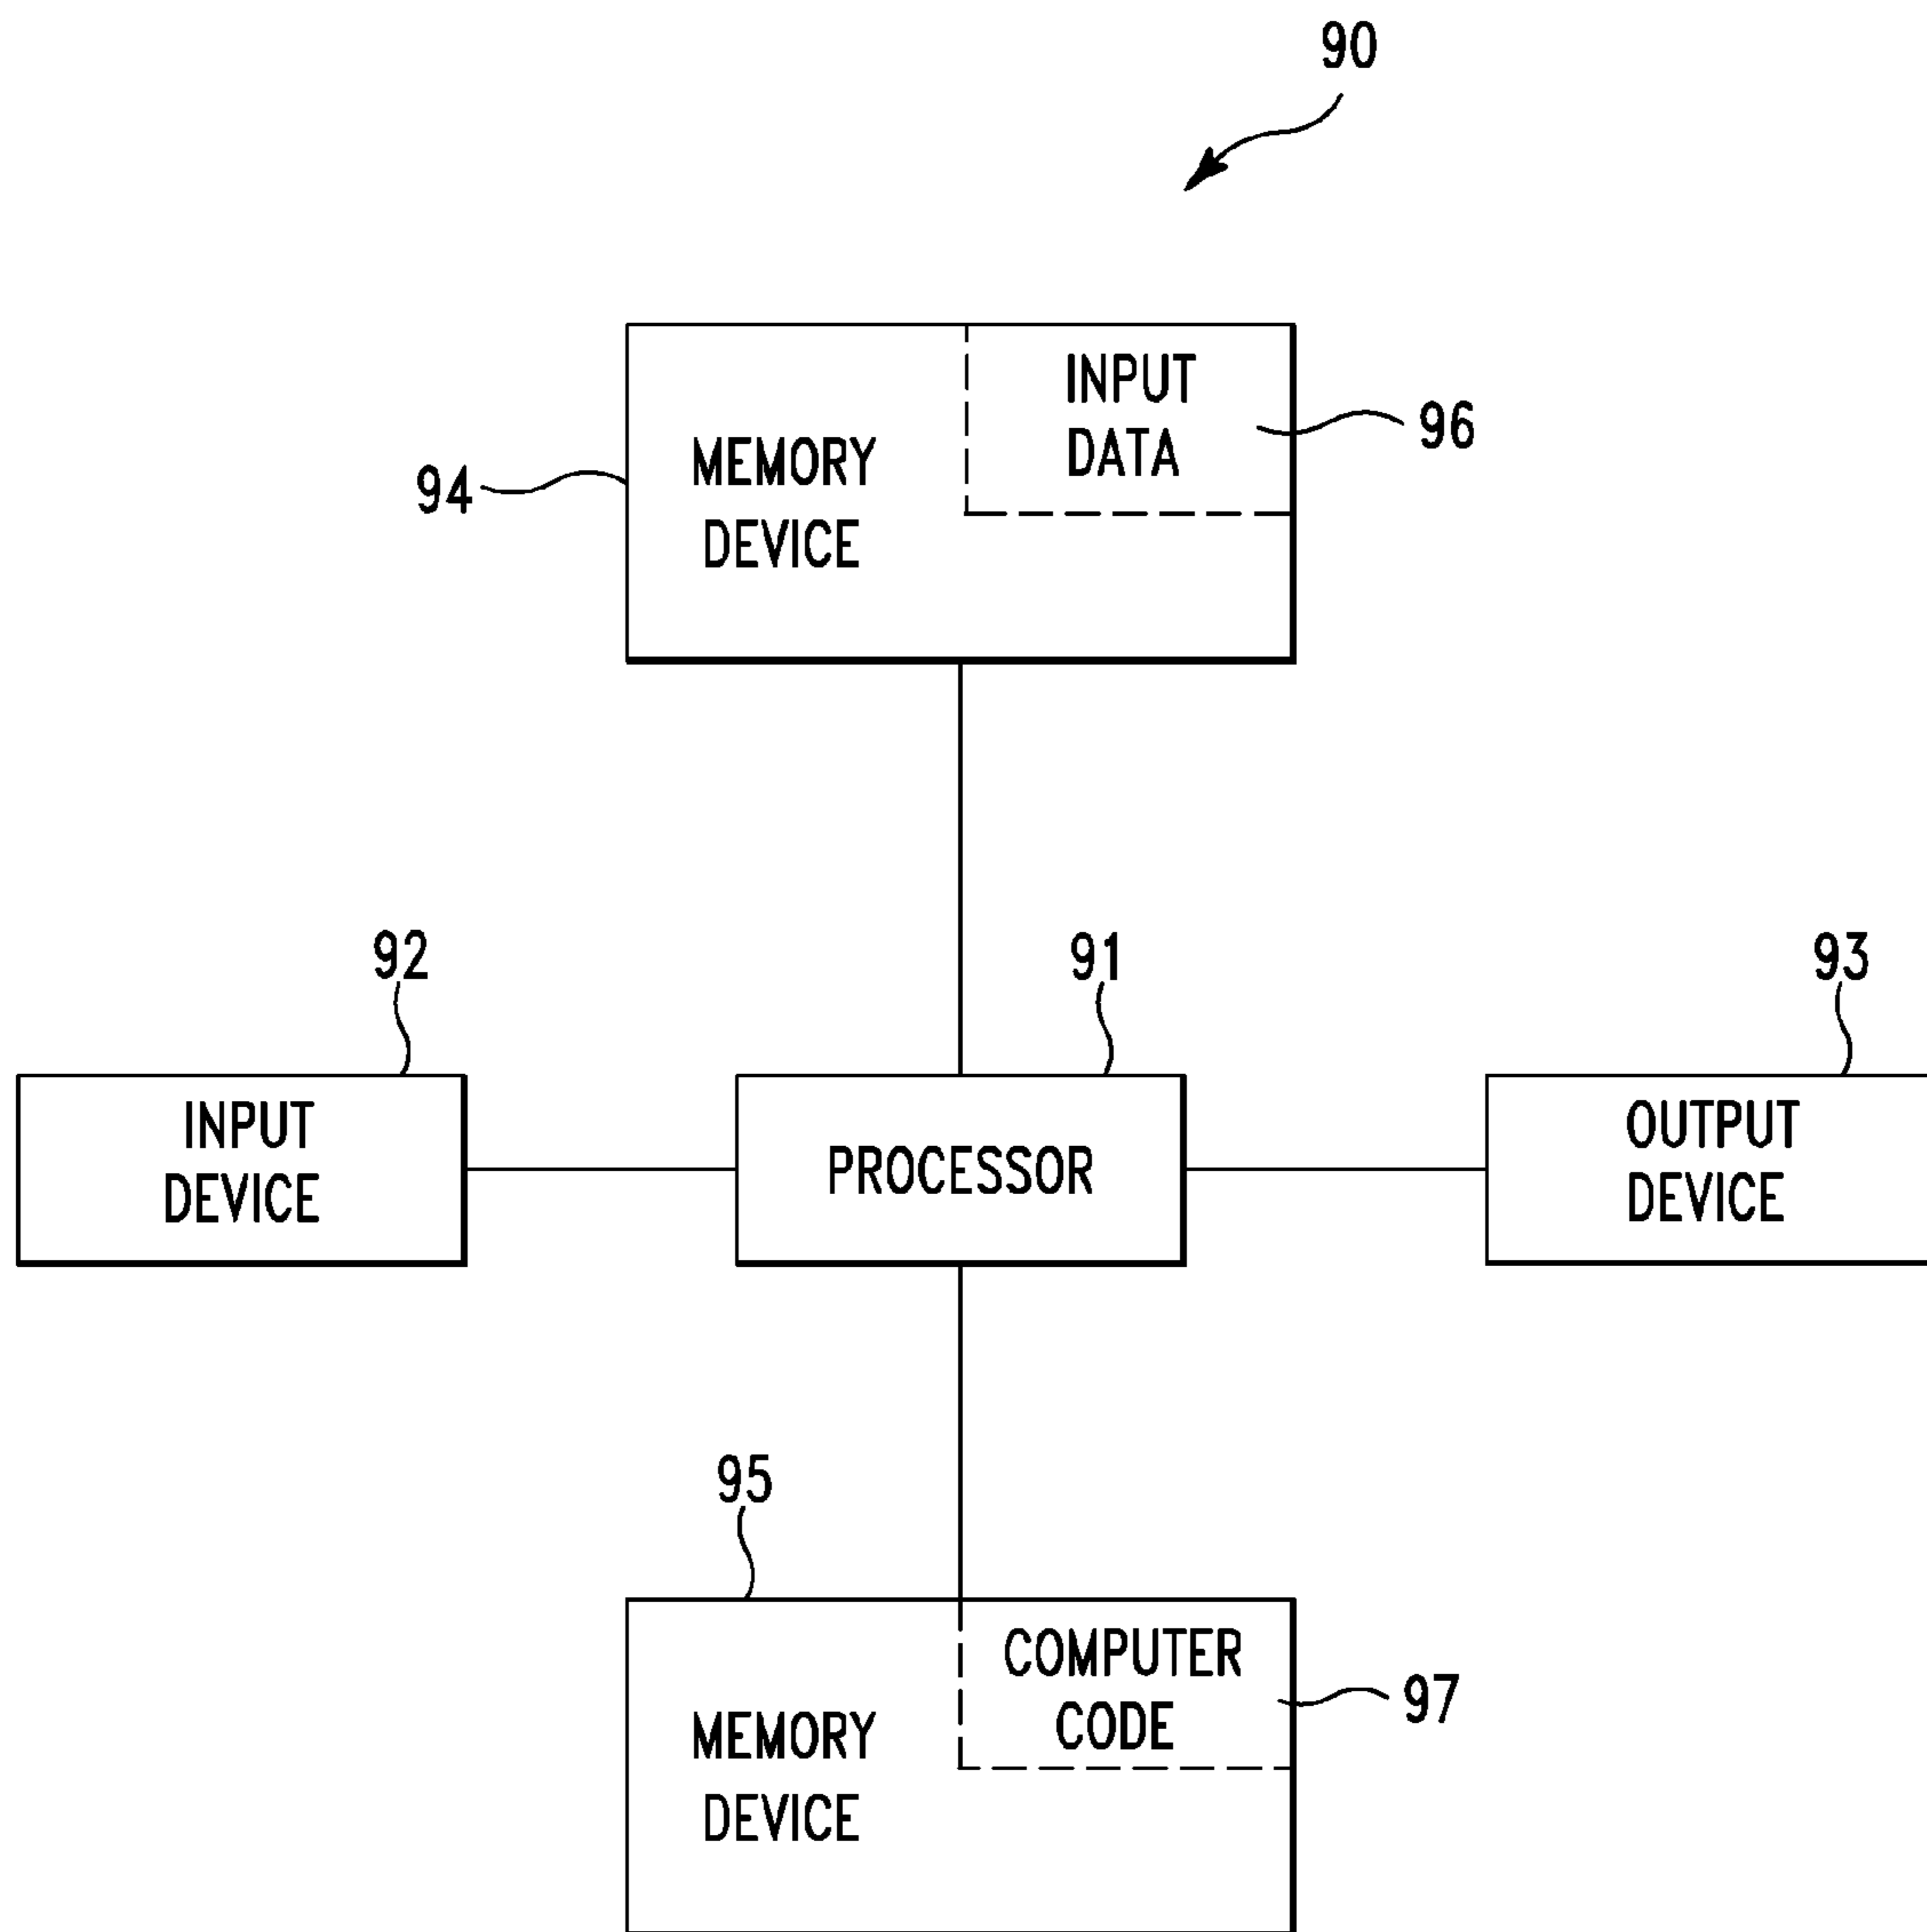 90
INPUT
DATA
96
MEMORY
DEVICE
94
92
91
93
INPUT
DEVICE
PROCESSOR
OUTPUT
DEVICE
95
COMPUTER
CODE
97
MEMORY
DEVICE